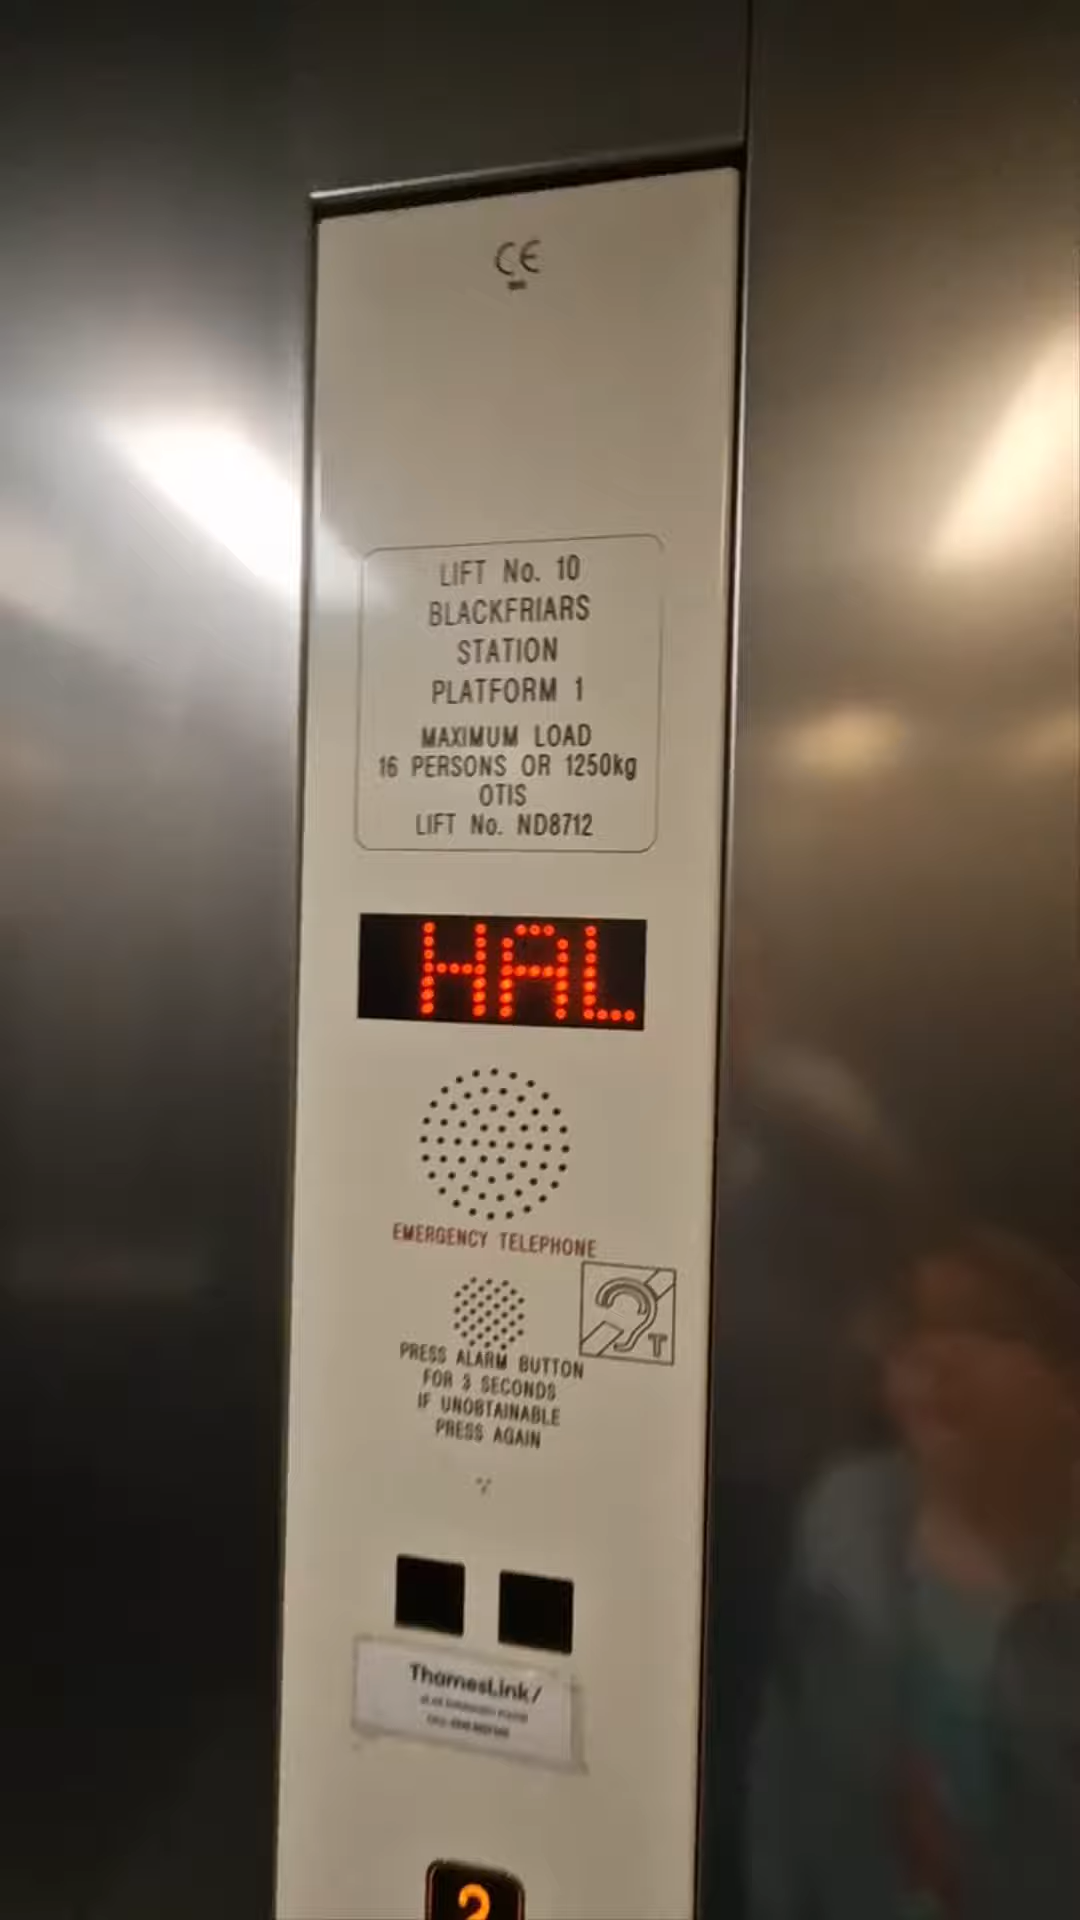 CE
LIFT No. 10
BLACKFRIARS
STATION
PLATFORM 1
MAXIMUM LOAD
16 PERSONS OR 1250kg
OTIS
LIFT No. ND8712
HAL
EMERGENCY TELEPHONE
T
PRESS ALARM BUTTON
FOR 3 SECONDS
IF UNOBTAINABLE
PRESS AGAIN
ThamesLink/
2